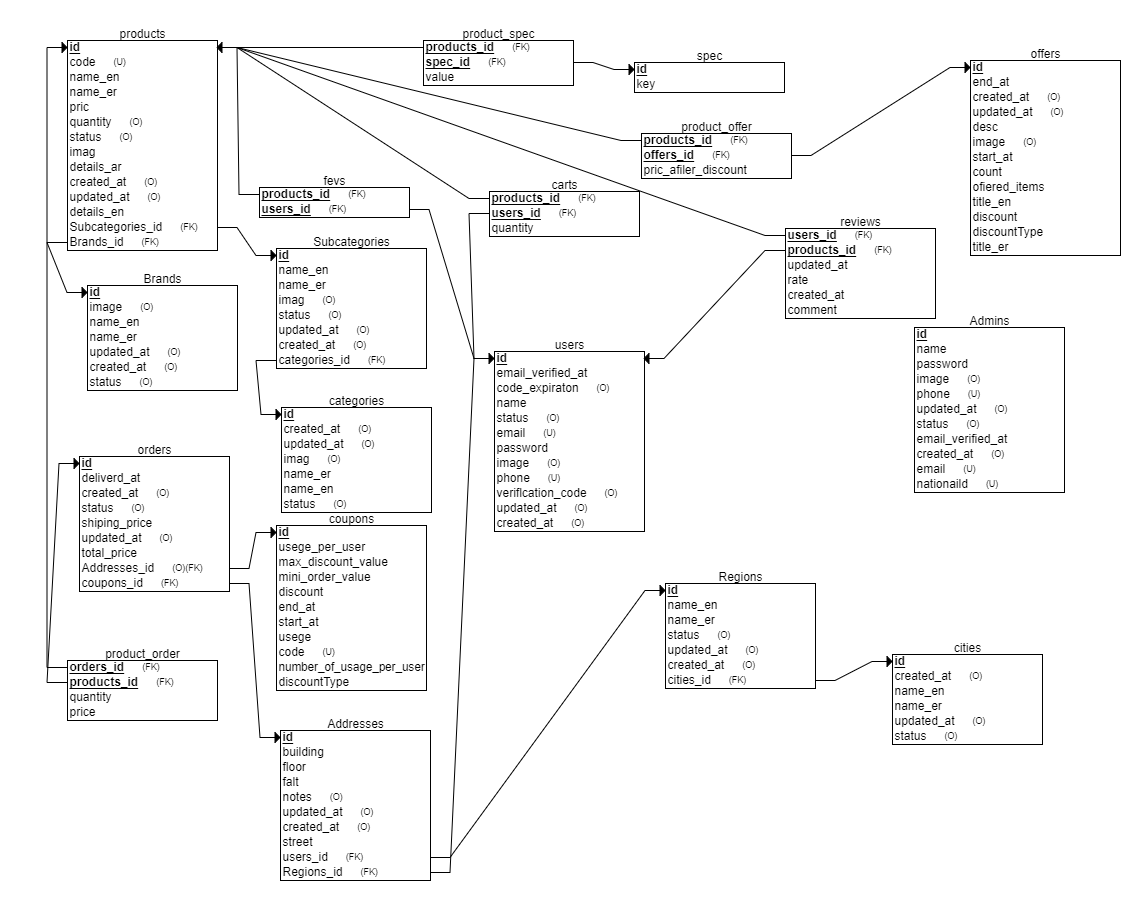 products
id
code (U)
name_en
name_er
pric
quantity (O)
status (O)
imag
details_ar
created_at (O)
updated_at (O)
details_en
Subcategories_id (FK)
Brands_id (FK)
product_spec
products_id (FK)
spec_id (FK)
value
spec
id
key
offers
id
end_at
created_at (O)
updated_at (O)
desc
image (O)
start_at
count
ofiered_items
title_en
discount
discountType
title_er
product_offer
products_id (FK)
offers_id (FK)
pric_afiler_discount
fevs
products_id (FK)
users_id (FK)
carts
products_id (FK)
users_id (FK)
quantity
reviews
users_id (FK)
products_id (FK)
updated_at
rate
created_at
comment
Subcategories
id
name_en
name_er
imag (O)
status (O)
updated_at (O)
created_at (O)
categories_id (FK)
Brands
id
image (O)
name_en
name_er
updated_at (O)
created_at (O)
status (O)
Admins
id
name
password
image (O)
phone (U)
updated_at (O)
status (O)
email_verified_at
created_at (O)
email (U)
nationaild (U)
users
id
email_verified_at
code_expiraton (O)
name
status (O)
email (U)
password
image (O)
phone (U)
verification_code (O)
updated_at (O)
created_at (O)
categories
id
created_at (O)
updated_at (O)
imag (O)
name_er
name_en
status (O)
orders
id
deliverd_at
created_at (O)
status (O)
shiping_price
updated_at (O)
total_price
Addresses_id (O)(FK)
coupons_id (FK)
coupons
id
usege_per_user
max_discount_value
mini_order_value
discount
end_at
start_at
usege
code (U)
number_of_usage_per_user
discountType
Regions
id
name_en
name_er
status (O)
updated_at (O)
created_at (O)
cities_id (FK)
cities
id
created_at (O)
name_en
name_er
updated_at (O)
status (O)
product_order
orders_id (FK)
products_id (FK)
quantity
price
Addresses
id
building
floor
falt
notes (O)
updated_at (O)
created_at (O)
street
users_id (FK)
Regions_id (FK)